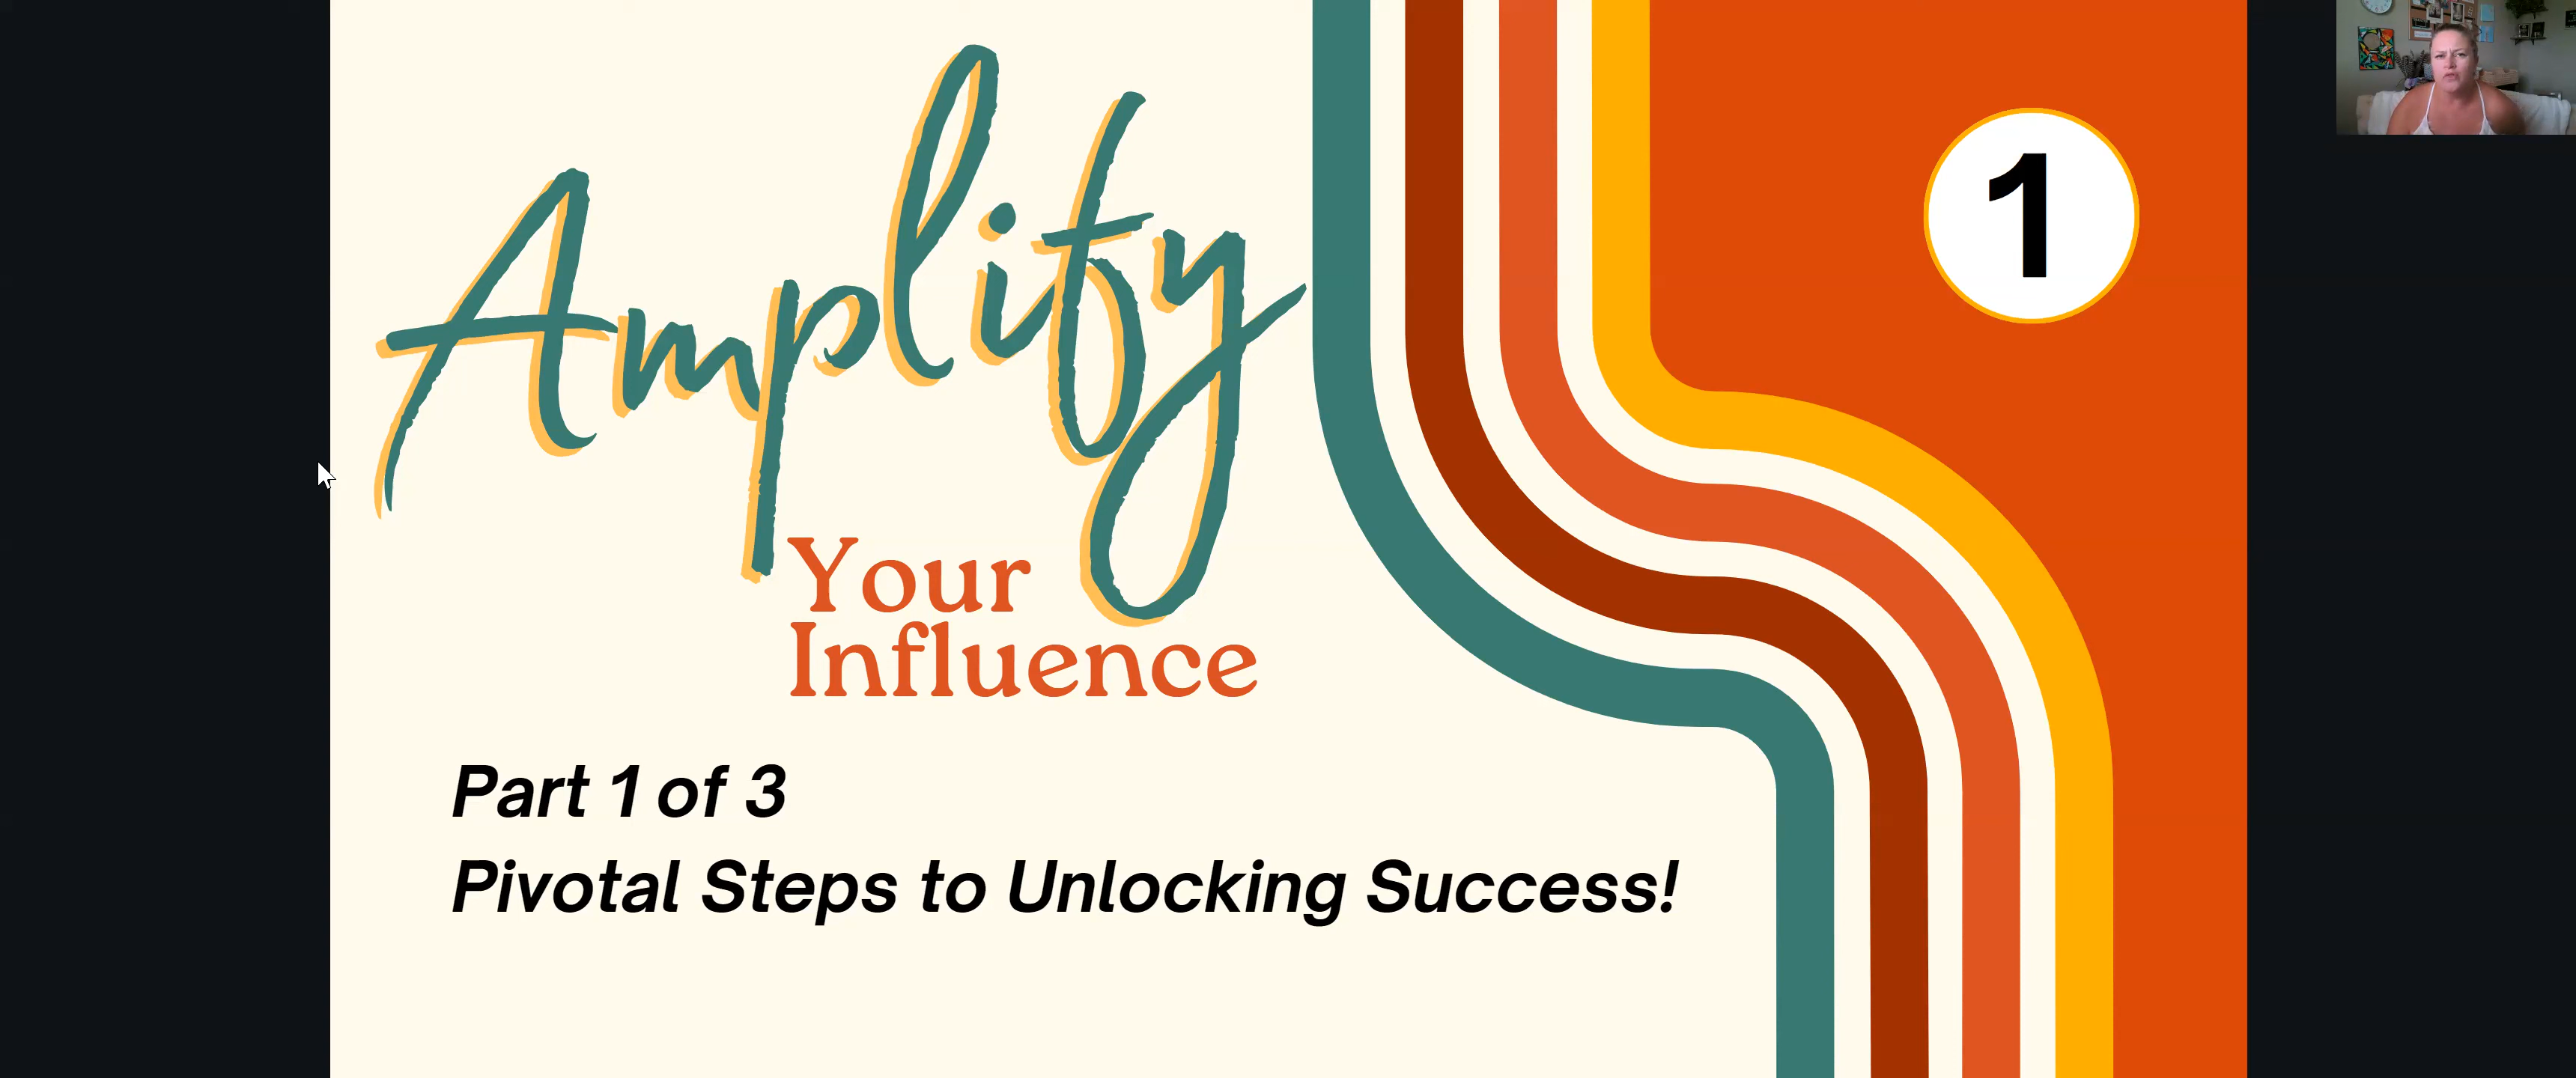 Amplify
Your
Influence
1
Part 1 of 3
Pivotal Steps to Unlocking Success!